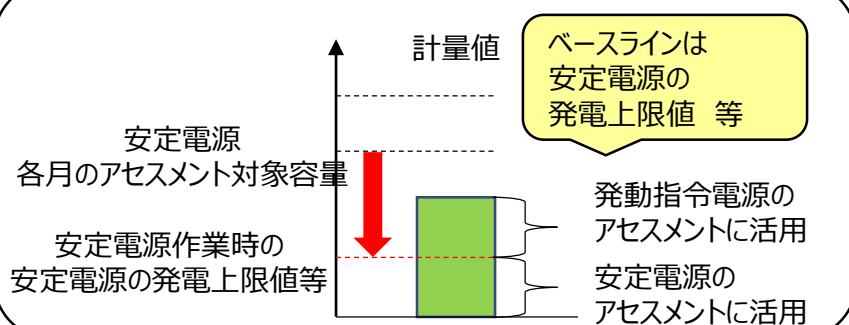 計量値
ベースラインは
安定電源の
発電上限値 等
安定電源
各月のアセスメント対象容量
発動指令電源の
アセスメントに活用
安定電源作業時の
安定電源の発電上限値等
安定電源の
アセスメントに活用